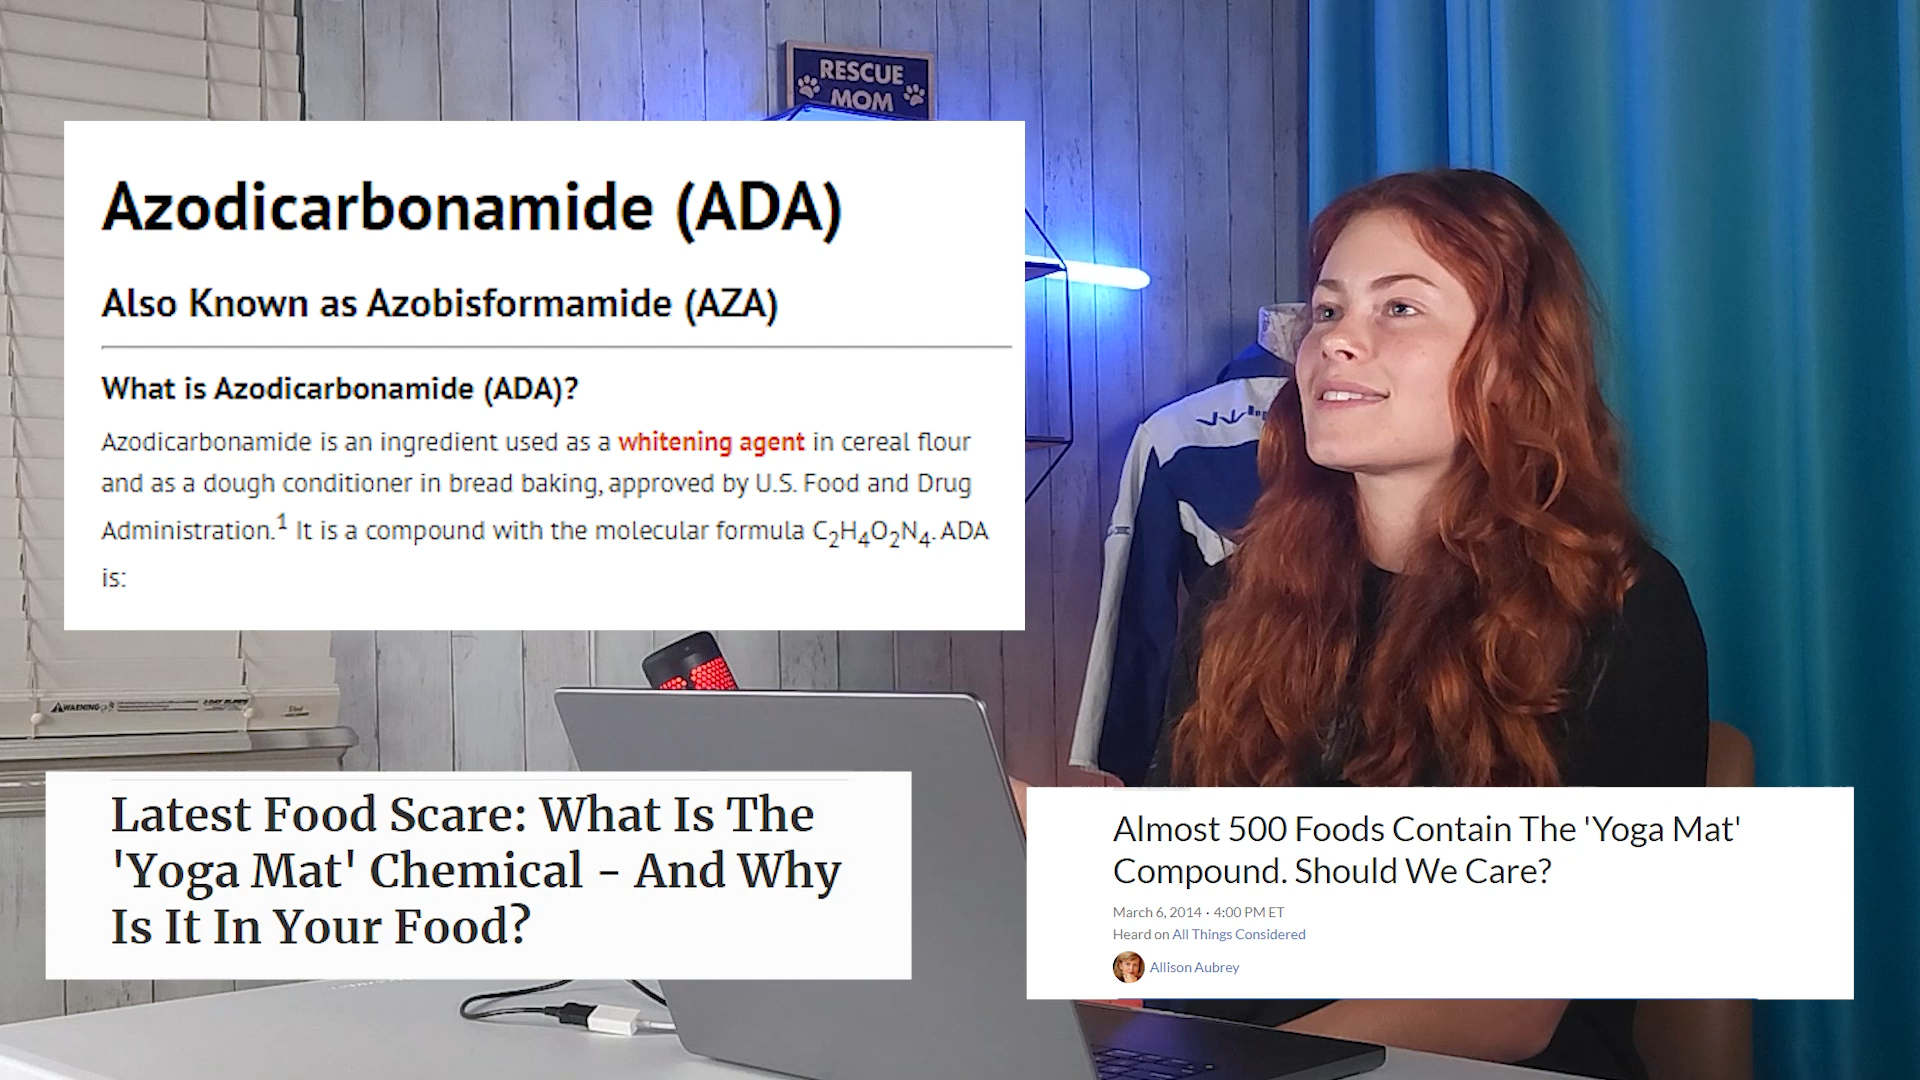 RESCUE
MOM
Azodicarbonamide (ADA)
Also Known as Azobisformamide (AZA)
What is Azodicarbonamide (ADA)?
Azodicarbonamide is an ingredient used as a whitening agent in cereal flour
and as a dough conditioner in bread baking, approved by U.S. Food and Drug
Administration.¹ It is a compound with the molecular formula C₂H₄O₂N₄. ADA
is:
WARNING
Latest Food Scare: What Is The
'Yoga Mat' Chemical - And Why
Is It In Your Food?
Almost 500 Foods Contain The 'Yoga Mat'
Compound. Should We Care?
March 6, 2014 · 4:00 PM ET
Heard on All Things Considered
Allison Aubrey